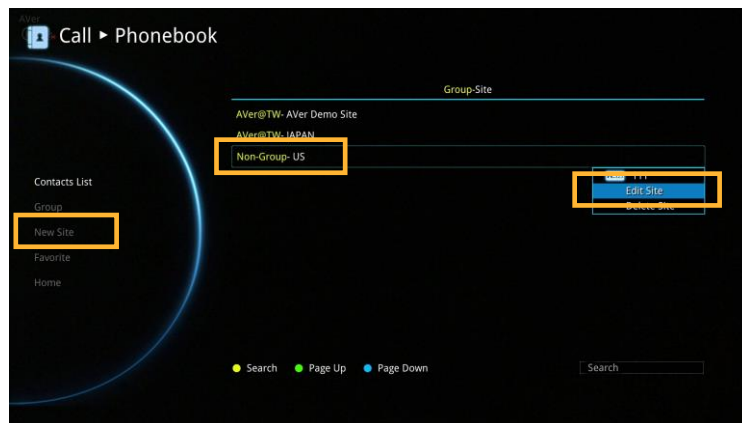 AVer
Call ► Phonebook
Group-Site
AVer@TW- AVer Demo Site
AVer@TW- JAPAN
Non-Group- US
Contacts List
Edit Site
Group
Delete Site
New Site
Favorite
Home
Search
Page Up
Page Down
Search